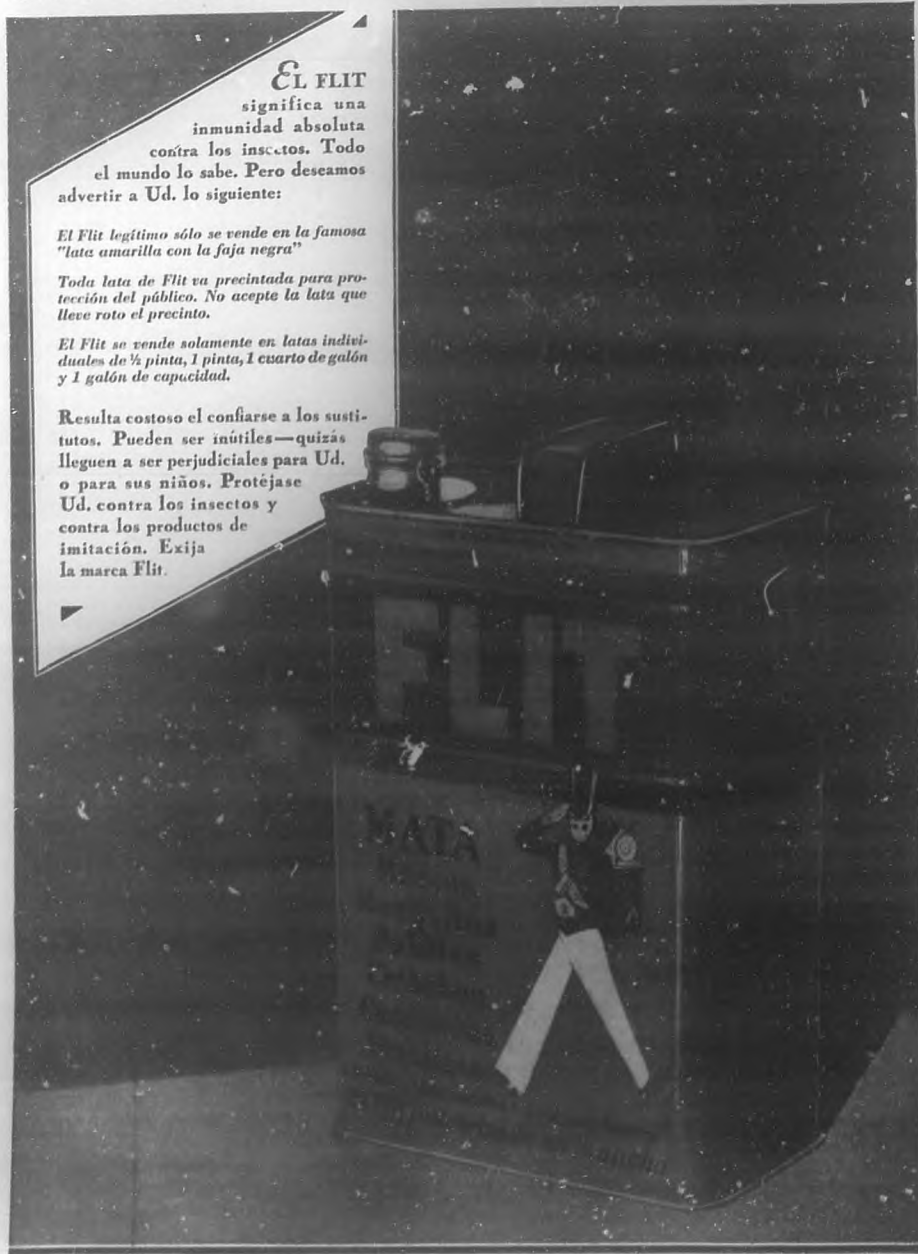 EL FLIT
significa una
inmunidad absoluta
contra los insectos. Todo
el mundo lo sabe. Pero deseamos
advertir a Ud. lo siguiente:
El Flit legítimo sólo se vende en la famosa
"lata amarilla con la faja negra"
Toda lata de Flit va precintada para pro-
tección del público. No acepte la lata que
lleve roto el precinto.
El Flit se vende solamente en latas indivi-
duales de ½ pinta, 1 pinta, 1 cuarto de galón
y 1 galón de capacidad.
Resulta costoso el confiarse a los susti-
tutos. Pueden ser inútiles—quizás
lleguen a ser perjudiciales para Ud.
o para sus niños. Protéjase
Ud. contra los insectos y
contra los productos de
imitación. Exija
la marca Flit.
FLIT
MATA
Polillas
mancha